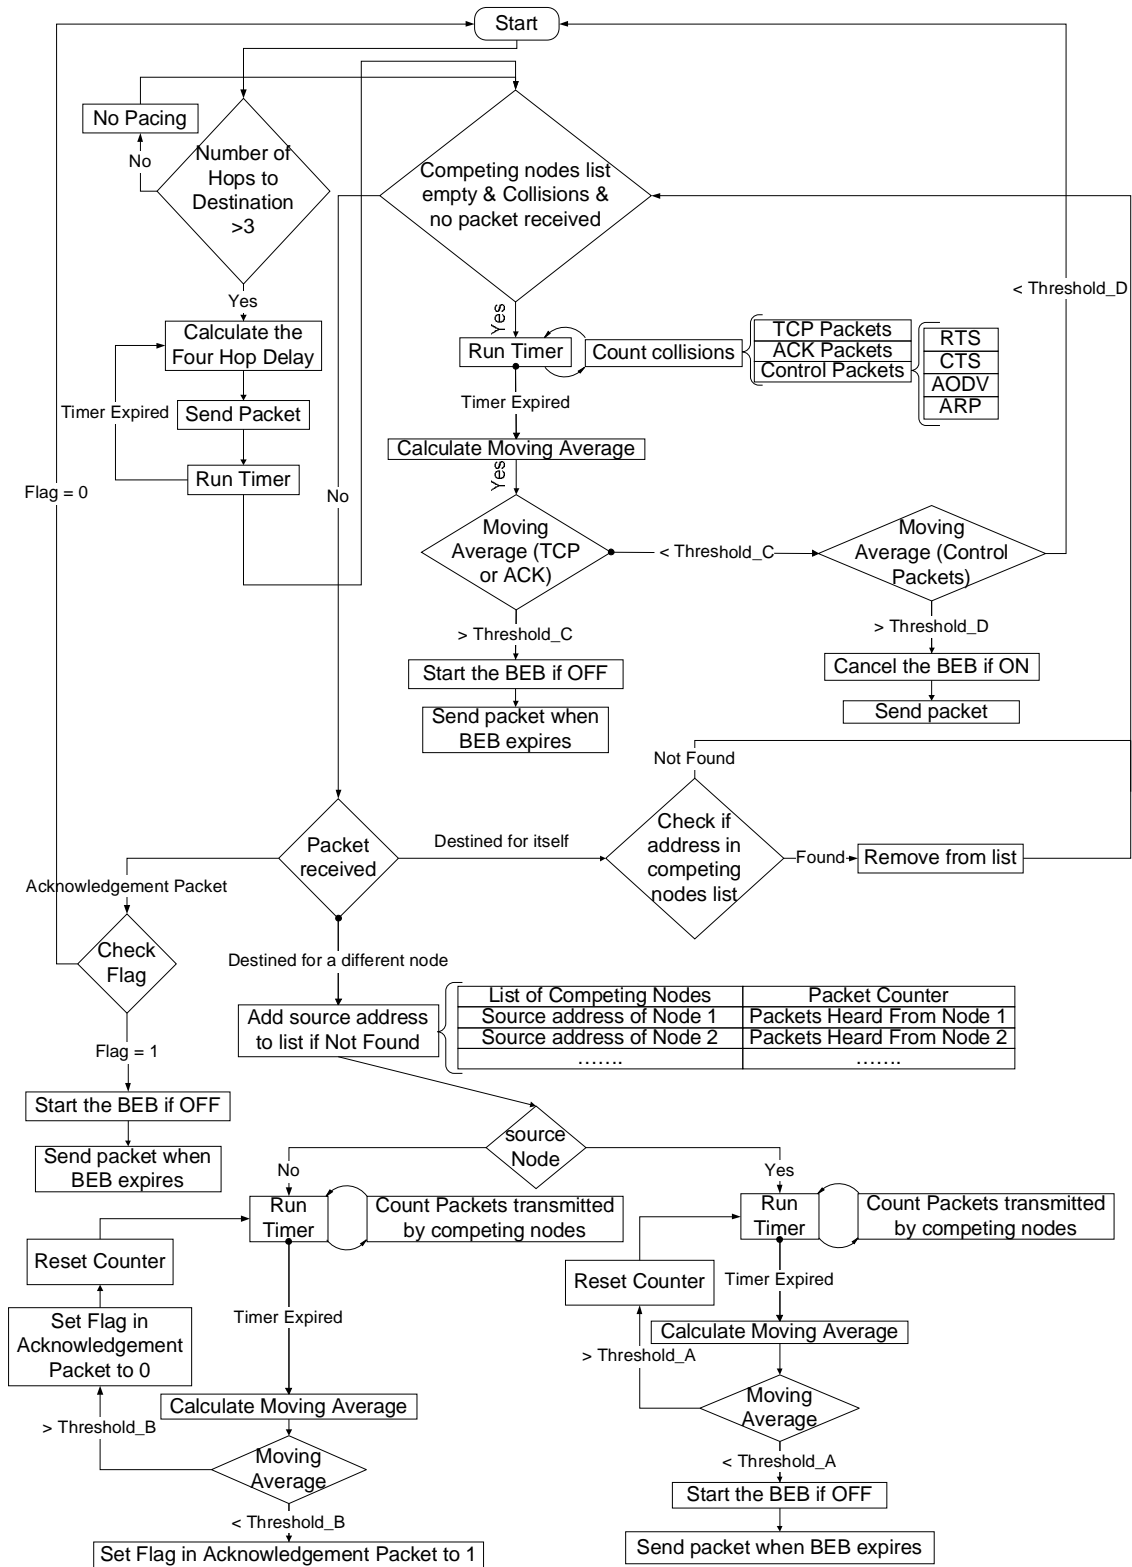 Start
No Pacing
No
Number of
Hops to
Destination
>3
Competing nodes list
empty & Collisions &
no packet received
Yes
Calculate the
Four Hop Delay
Timer Expired
Send Packet
Run Timer
Flag = 0
No
Yes
Run Timer
Count collisions
TCP Packets
ACK Packets
Control Packets
RTS
CTS
AODV
ARP
< Threshold_D
Timer Expired
Calculate Moving Average
Yes
Moving
Average (TCP
or ACK)
< Threshold_C
Moving
Average (Control
Packets)
> Threshold_C
> Threshold_D
Start the BEB if OFF
Cancel the BEB if ON
Send packet when
BEB expires
Send packet
Not Found
Packet
received
Destined for itself
Check if
address in
competing
nodes list
Found
Remove from list
Acknowledgement Packet
Check
Flag
Destined for a different node
Add source address
to list if Not Found
List of Competing Nodes
Packet Counter
Source address of Node 1
Packets Heard From Node 1
Source address of Node 2
Packets Heard From Node 2
.......
.......
Flag = 1
Start the BEB if OFF
Send packet when
BEB expires
source
Node
No
Yes
Run
Timer
Count Packets transmitted
by competing nodes
Run
Timer
Count Packets transmitted
by competing nodes
Reset Counter
Reset Counter
Timer Expired
Set Flag in
Acknowledgement
Packet to 0
Timer Expired
Calculate Moving Average
> Threshold_A
Calculate Moving Average
Moving
Average
> Threshold_B
Moving
Average
< Threshold_A
Start the BEB if OFF
< Threshold_B
Send packet when BEB expires
Set Flag in Acknowledgement Packet to 1